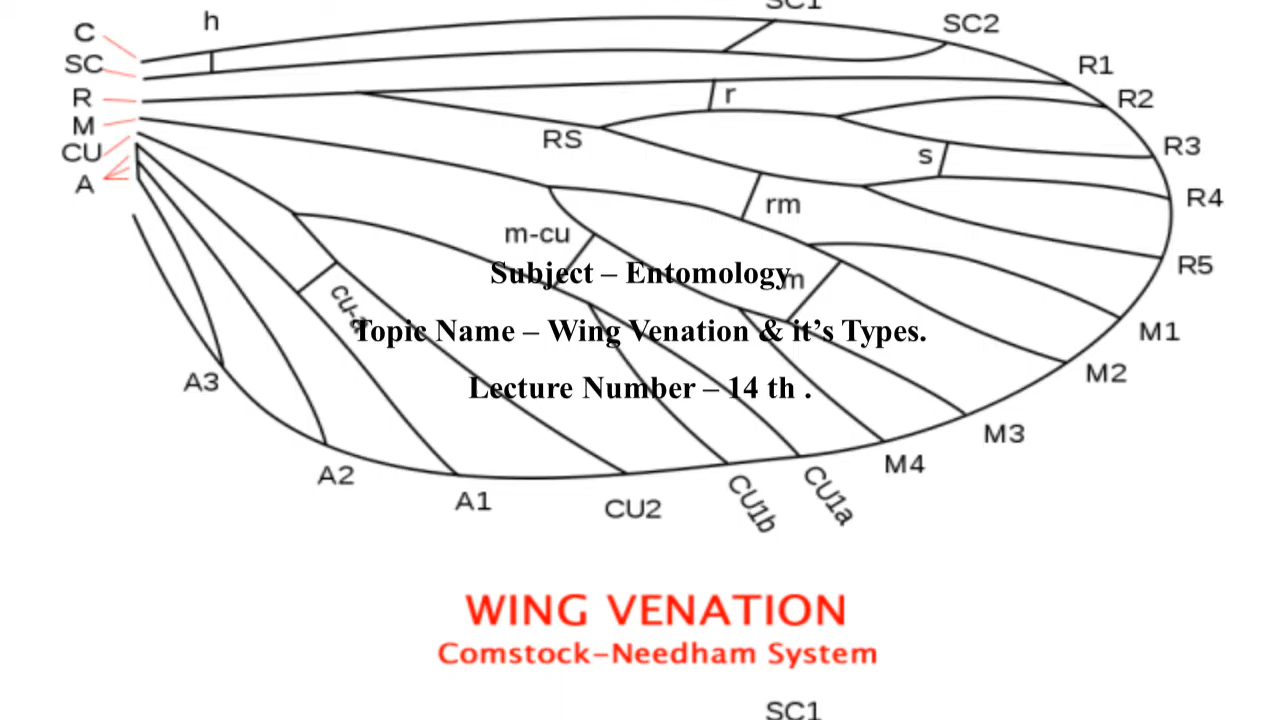 SC1
h
SC2
C
SC
R1
R
r
R2
M
RS
R3
CU
s
A
R4
rm
m-cu
R5
Subject – Entomology
m
cu-a
Topic Name – Wing Venation & it’s Types.
M1
M2
A3
Lecture Number – 14 th .
M3
M4
A2
A1
CU2
CU1b
CU1a
WING VENATION
Comstock–Needham System
SC1